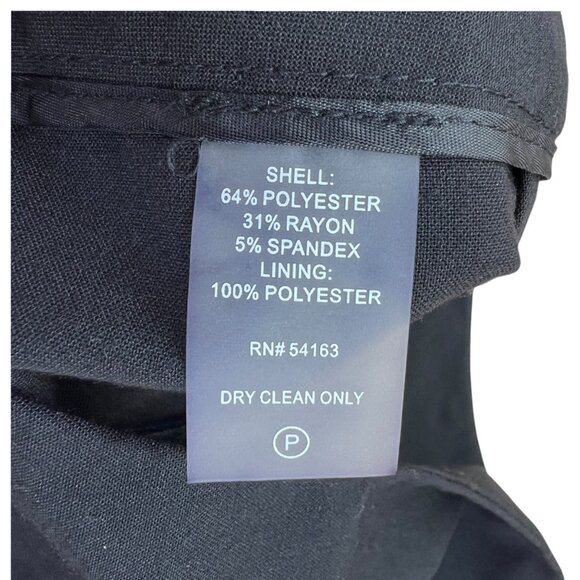 SHELL:
64% POLYESTER
31% RAYON
5% SPANDEX
LINING:
100% POLYESTER
RN# 54163
DRY CLEAN ONLY
P